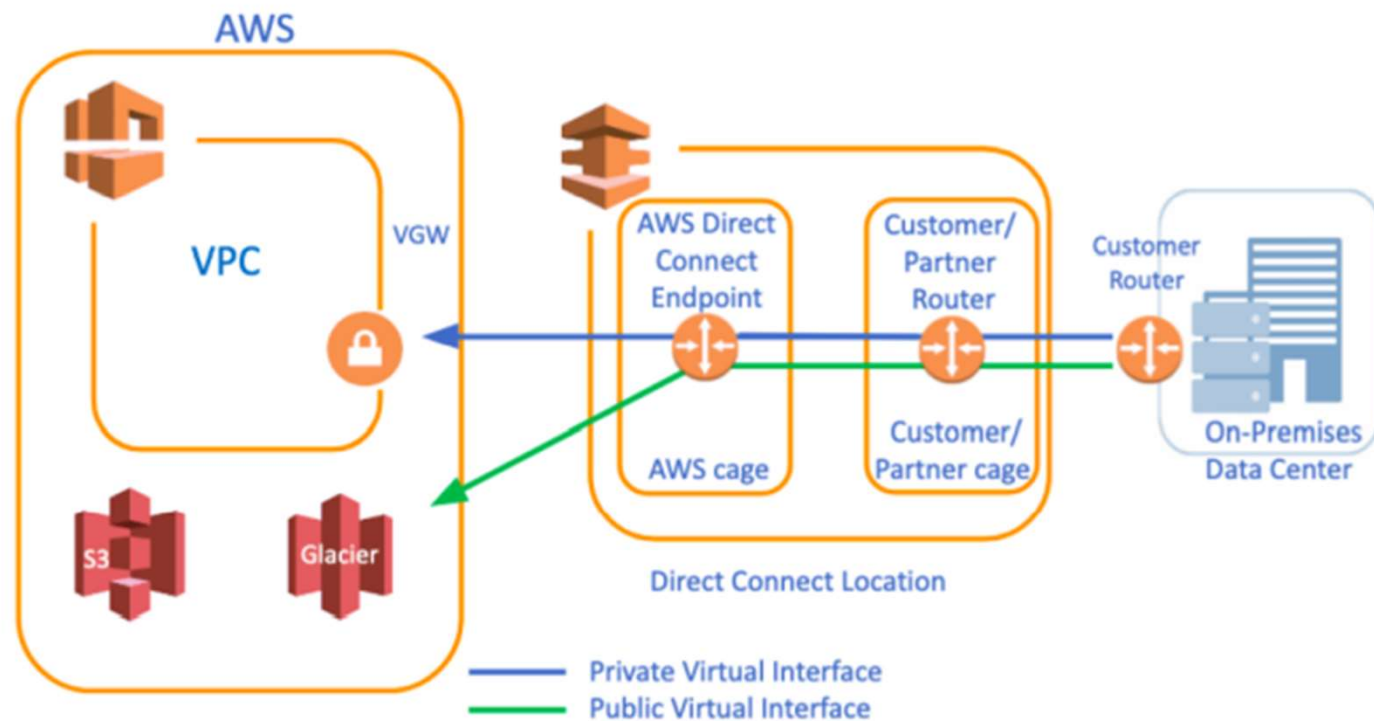 AWS
VPC
VGW
S3
Glacier
AWS Direct
Connect
Endpoint
AWS cage
Customer/
Partner
Router
Customer/
Partner cage
Direct Connect Location
Customer
Router
On-Premises
Data Center
Private Virtual Interface
Public Virtual Interface